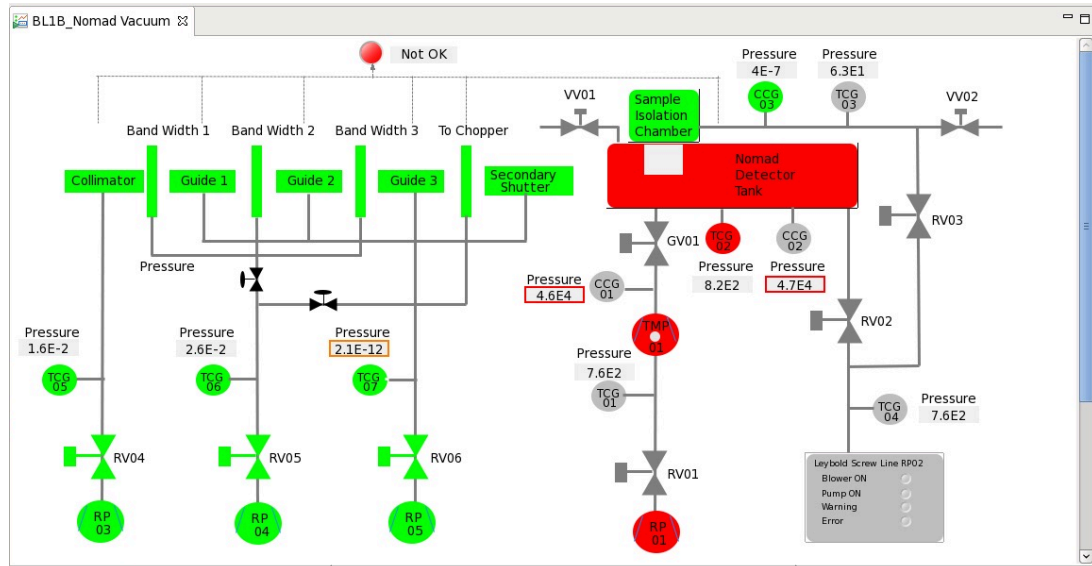 BL1B_Nomad Vacuum
Not OK
Pressure
4E-7
Pressure
6.3E1
CCG
03
TCG
03
VV01
VV02
Sample
Isolation
Chamber
Band Width 1
Band Width 2
Band Width 3
To Chopper
Nomad
Detector
Tank
Collimator
Guide 1
Guide 2
Guide 3
Secondary
Shutter
RV03
GV01
TCG
02
CCG
02
Pressure
Pressure
4.6E4
CCG
01
Pressure
8.2E2
Pressure
4.7E4
RV02
TMP
01
Pressure
1.6E-2
Pressure
2.6E-2
Pressure
2.1E-12
Pressure
7.6E2
TCG
05
TCG
06
TCG
07
TCG
01
TCG
04
Pressure
7.6E2
RV04
RV05
RV06
RV01
Leybold Screw Line RP02
Blower ON
Pump ON
Warning
Error
RP
03
RP
04
RP
05
RP
01